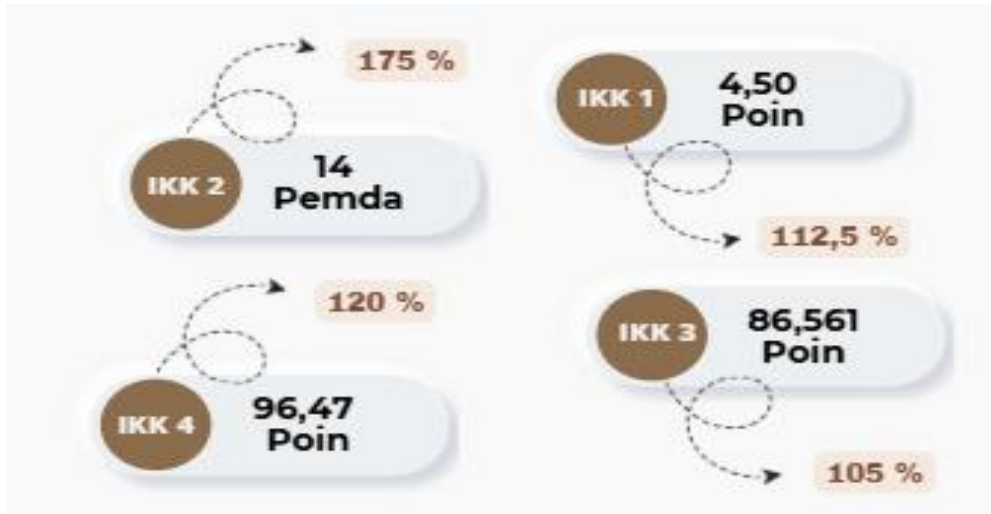 175 %
IKK 1
4,50
Poin
IKK 2
14
Pemda
112,5 %
120 %
IKK 3
86,561
Poin
IKK 4
96,47
Poin
105 %